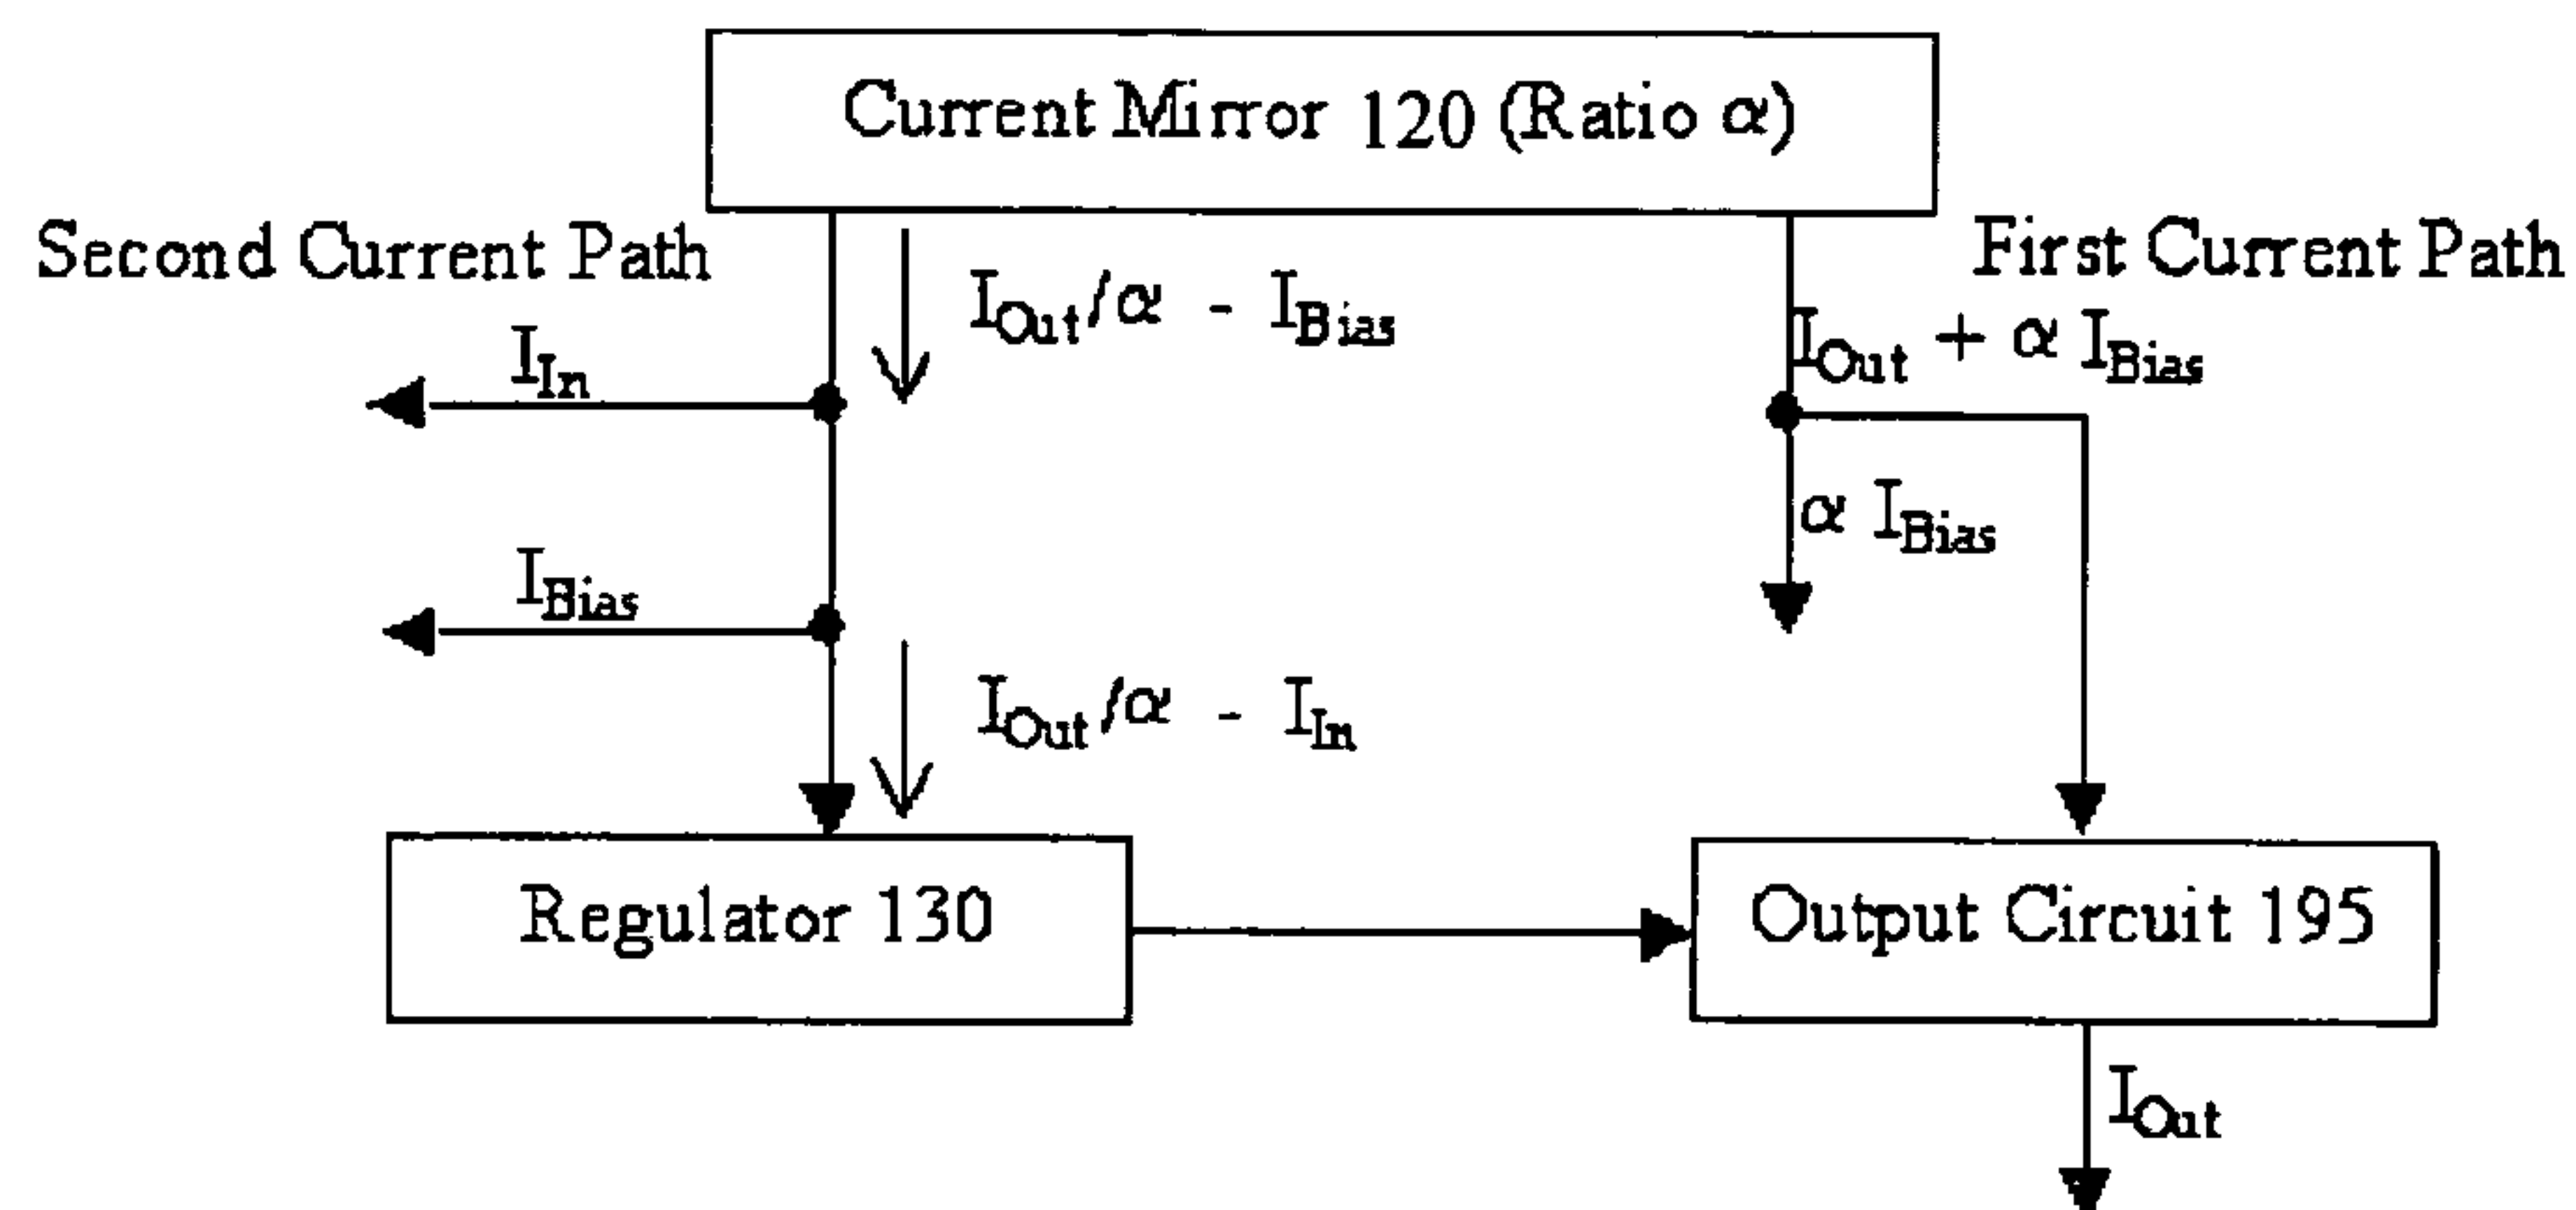 Current Mirror 120 (Ratio α)
Second Current Path
First Current Path
I_Out/α - I_Bias
I_Out + α I_Bias
I_In
α I_Bias
I_Bias
I_Out/α - I_In
Regulator 130
Output Circuit 195
I_Out